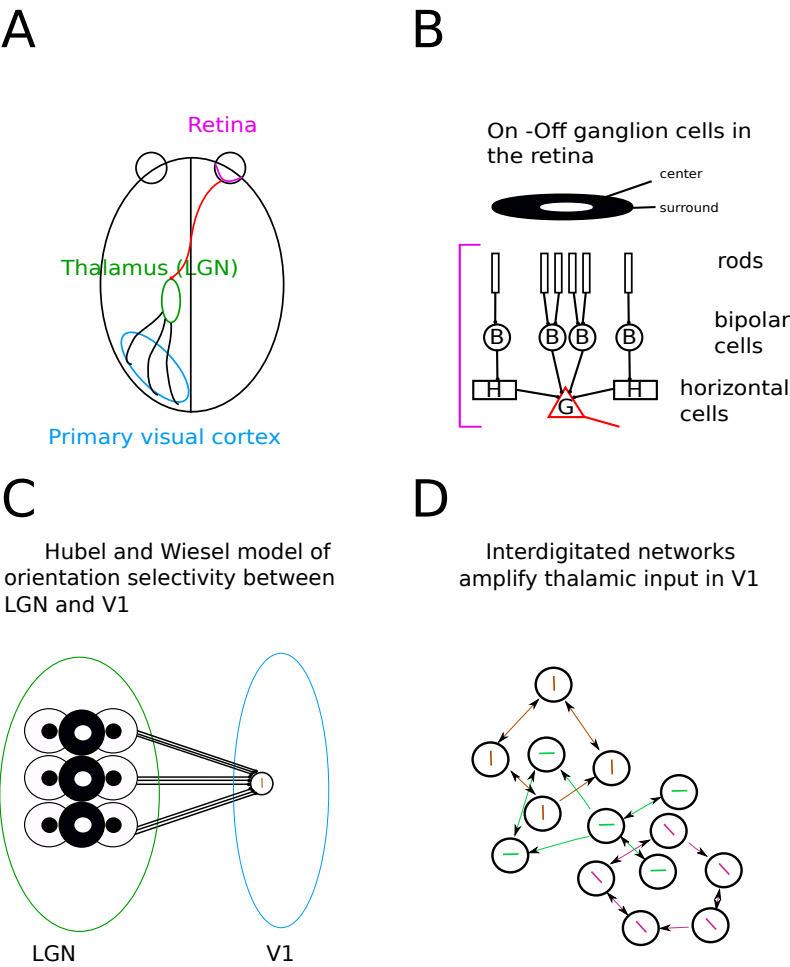 A
Retina
Thalamus (LGN)
Primary visual cortex
B
On -Off ganglion cells in
the retina
center
surround
rods
B
B
B
B
bipolar
cells
H
H
horizontal
cells
G
C
Hubel and Wiesel model of
orientation selectivity between
LGN and V1
LGN
V1
D
Interdigitated networks
amplify thalamic input in V1